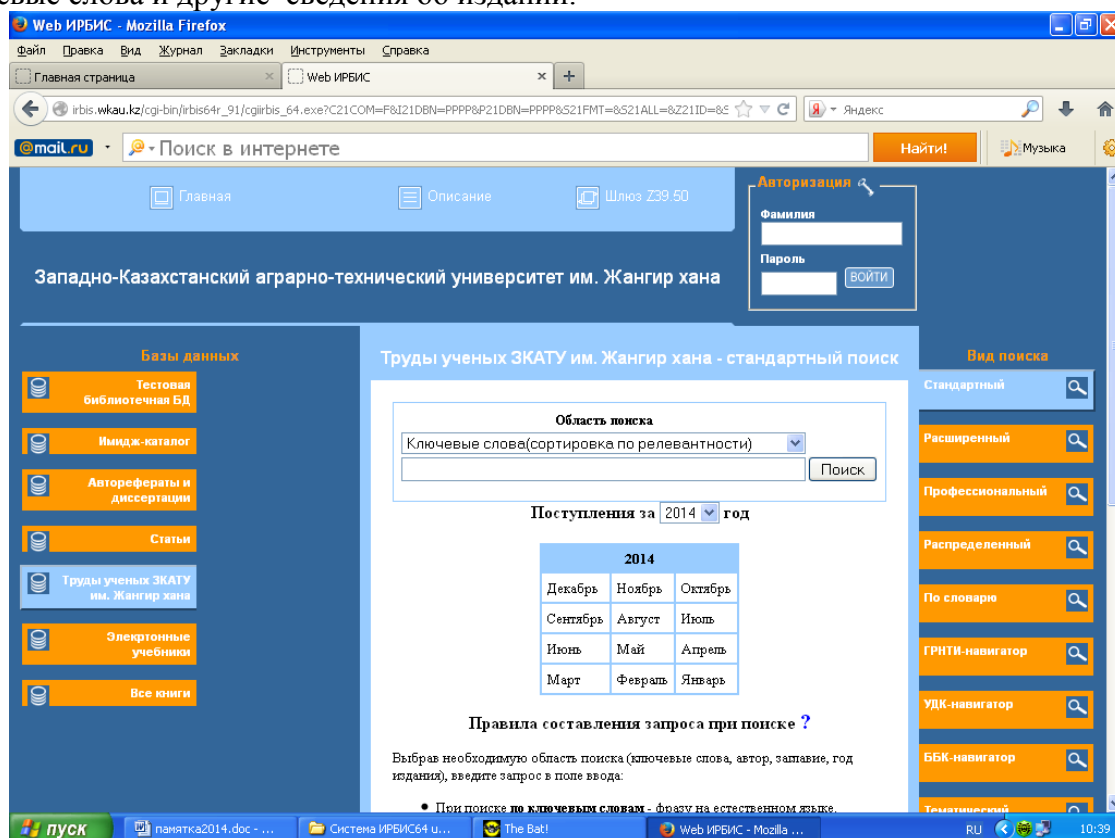 евые слова и другие сведения об издании.
Web ИРБИС - Mozilla Firefox
Файл Правка Вид Журнал Закладки Инструменты Справка
Главная страница × Web ИРБИС × +
irbis.wkau.kz/cgi-bin/irbis64r_91/cgiirbis_64.exe?C21COM=F&I21DBN=PPPP&P21DBN=PPPP&S21FMT=&S21ALL=&Z21ID=&S Яндекс
@mail.ru Поиск в интернете Найти! Музыка
Главная Описание Шлюз Z39.50
Авторизация
Фамилия
Пароль
ВОЙТИ
Западно-Казахстанский аграрно-технический университет им. Жангир хана
Базы данных
Тестовая
библиотечная БД
Имидж-каталог
Авторефераты и
диссертации
Статьи
Труды ученых ЗКАТУ
им. Жангир хана
Элекртонные
учебники
Все книги
Труды ученых ЗКАТУ им. Жангир хана - стандартный поиск
Область поиска
Ключевые слова(сортировка по релевантности)
Поиск
Поступления за 2014 год
2014
Декабрь Ноябрь Октябрь
Сентябрь Август Июль
Июнь Май Апрель
Март Февраль Январь
Правила составления запроса при поиске ?
Выбрав необходимую область поиска (ключевые слова, автор, заглавие, год
издания), введите запрос в поле ввода:
• При поиске по ключевым словам - фразу на естественном языке.
Вид поиска
Стандартный
Расширенный
Профессиональный
Распределенный
По словарю
ГРНТИ-навигатор
УДК-навигатор
ББК-навигатор
Тематический
пуск памятка2014.doc - ... Система ИРБИС64 и... The Bat! Web ИРБИС - Mozilla ... RU 10:39